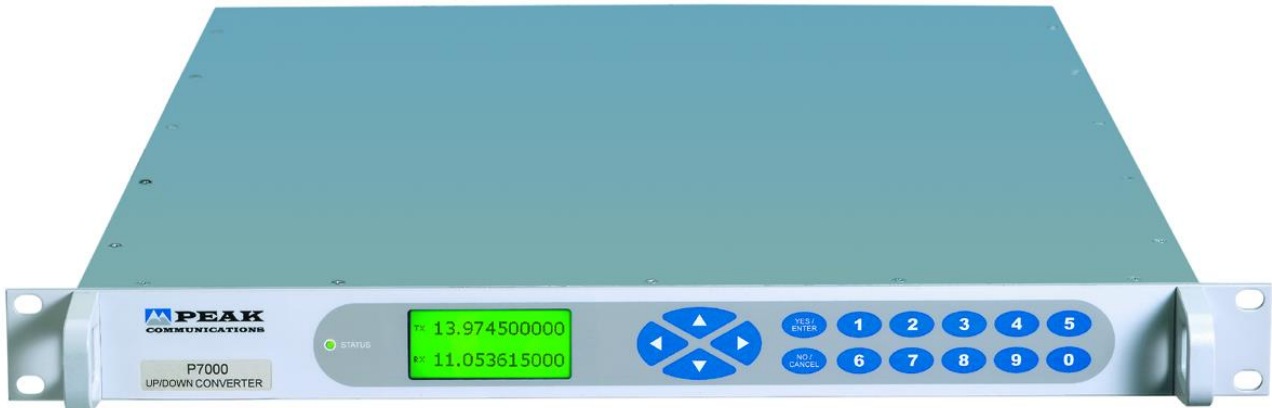 PEAK
COMMUNICATIONS
P7000
UP/DOWN CONVERTER
STATUS
TX 13.974500000
RX 11.053615000
YES /
ENTER
1 2 3 4 5
NO /
CANCEL
6 7 8 9 0